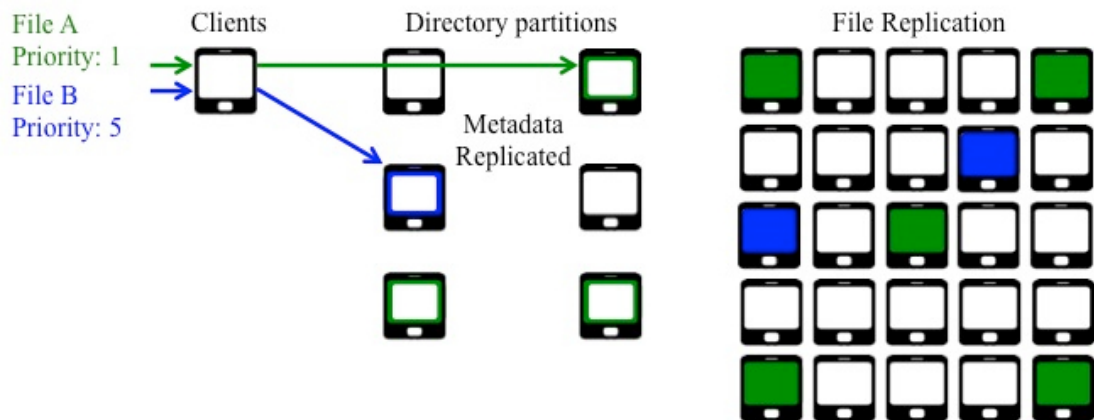 File A
Priority: 1
File B
Priority: 5
Clients
Directory partitions
Metadata
Replicated
File Replication